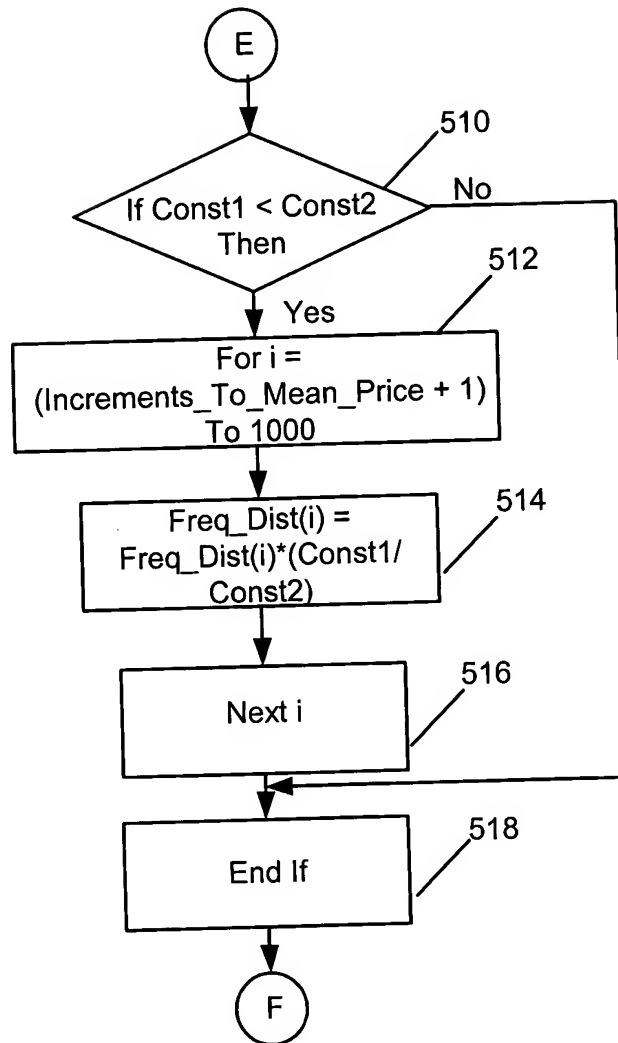 E
510
If Const1 < Const2
Then
No
512
Yes
For i =
(Increments_To_Mean_Price + 1)
To 1000
514
Freq_Dist(i) =
Freq_Dist(i)*(Const1/
Const2)
516
Next i
518
End If
F